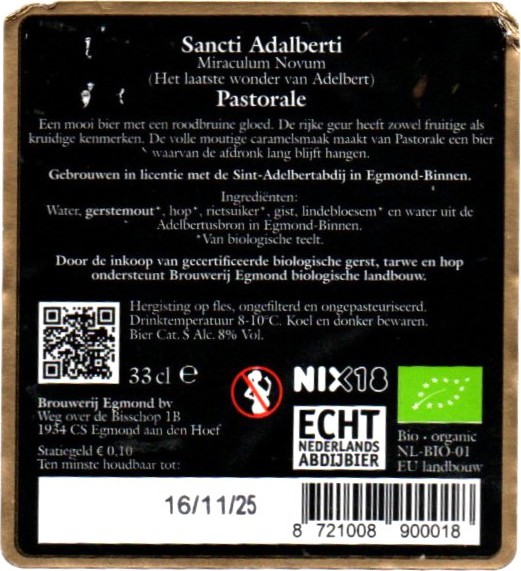 Sancti Adalberti
Miraculum Novum
(Het laatste wonder van Adelbert)
Pastorale
Een mooi bier met een roodbruine gloed. De rijke geur heeft zowel fruitige als
kruidige kenmerken. De volle moutige caramelsmaak maakt van Pastorale een bier
waarvan de afdronk lang blijft hangen.
Gebrouwen in licentie met de Sint-Adelbertabdij in Egmond-Binnen.
Ingrediënten:
Water, gerstemout*, hop*, rietsuiker*, gist, lindebloesem* en water uit de
Adelbertusbron in Egmond-Binnen.
*Van biologische teelt.
Door de inkoop van gecertificeerde biologische gerst, tarwe en hop
ondersteunt Brouwerij Egmond biologische landbouw.
Hergisting op fles, ongefilterd en ongepasteuriseerd.
Drinktemperatuur 8-10°C. Koel en donker bewaren.
Bier Cat. S Alc. 8% Vol.
33 cl e
NIX18
Brouwerij Egmond bv
Weg over de Bisschop 1B
1934 CS Egmond aan den Hoef
ECHT
NEDERLANDS
ABDIJBIER
Bio - organic
NL-BIO-01
EU landbouw
Statiegeld € 0,10
Ten minste houdbaar tot:
16/11/25
8 721008 900018